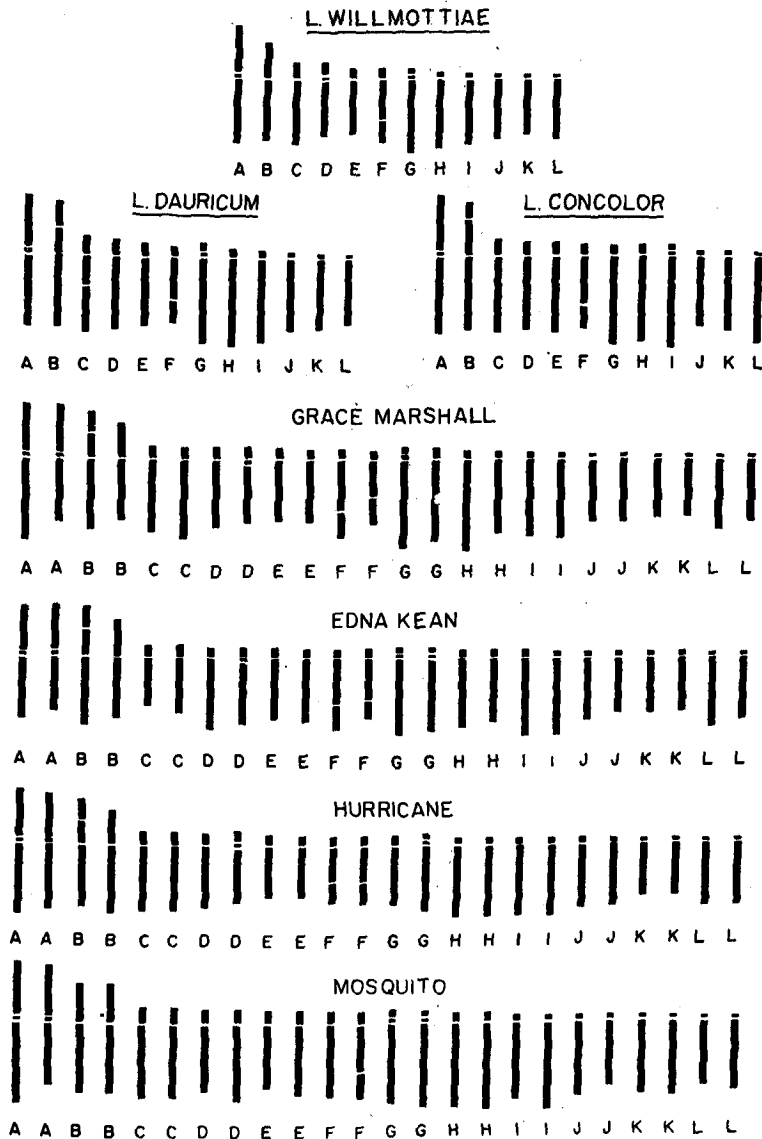 L. WILLMOTTIAE
A B C D E F G H I J K L
L. DAURICUM
A B C D E F G H I J K L
L. CONCOLOR
A B C D E F G H I J K L
GRACE MARSHALL
A A B B C C D D E E F F G G H H I I J J K K L L
EDNA KEAN
A A B B C C D D E E F F G G H H I I J J K K L L
HURRICANE
A A B B C C D D E E F F G G H H I I J J K K L L
MOSQUITO
A A B B C C D D E E F F G G H H I I J J K K L L